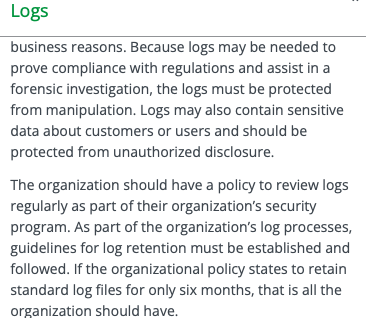 Logs
business reasons. Because logs may be needed to
prove compliance with regulations and assist in a
forensic investigation, the logs must be protected
from manipulation. Logs may also contain sensitive
data about customers or users and should be
protected from unauthorized disclosure.
The organization should have a policy to review logs
regularly as part of their organization’s security
program. As part of the organization’s log processes,
guidelines for log retention must be established and
followed. If the organizational policy states to retain
standard log files for only six months, that is all the
organization should have.